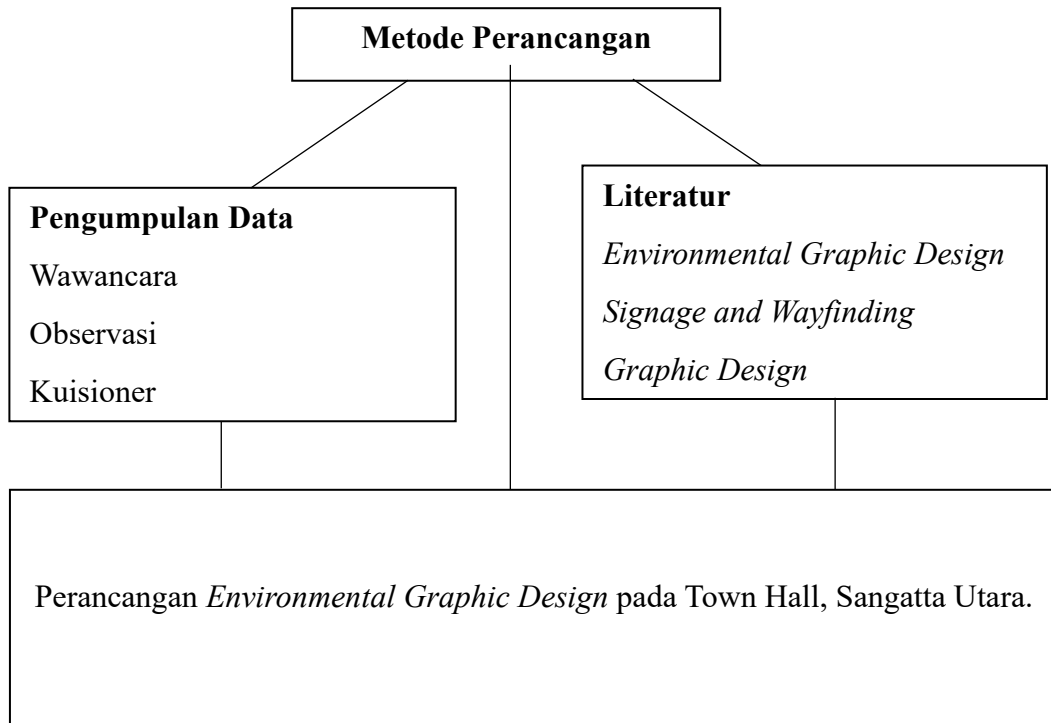 Metode Perancangan
Pengumpulan Data
Wawancara
Observasi
Kuisioner
Literatur
Environmental Graphic Design
Signage and Wayfinding
Graphic Design
Perancangan Environmental Graphic Design pada Town Hall, Sangatta Utara.